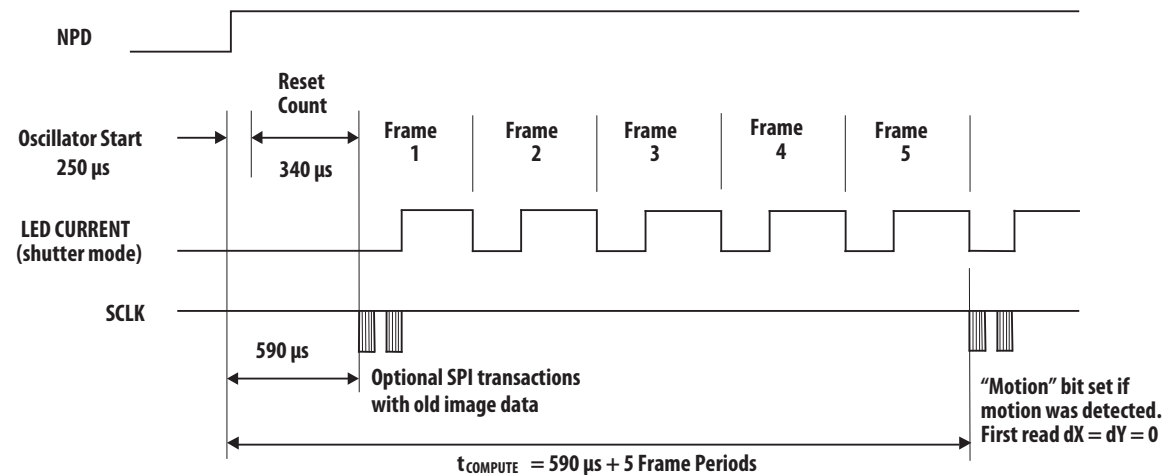 NPD
Reset
Count
Oscillator Start
250 µs
340 µs
Frame
1
Frame
2
Frame
3
Frame
4
Frame
5
LED CURRENT
(shutter mode)
SCLK
590 µs
Optional SPI transactions
with old image data
“Motion” bit set if
motion was detected.
First read dX = dY = 0
tCOMPUTE = 590 µs + 5 Frame Periods